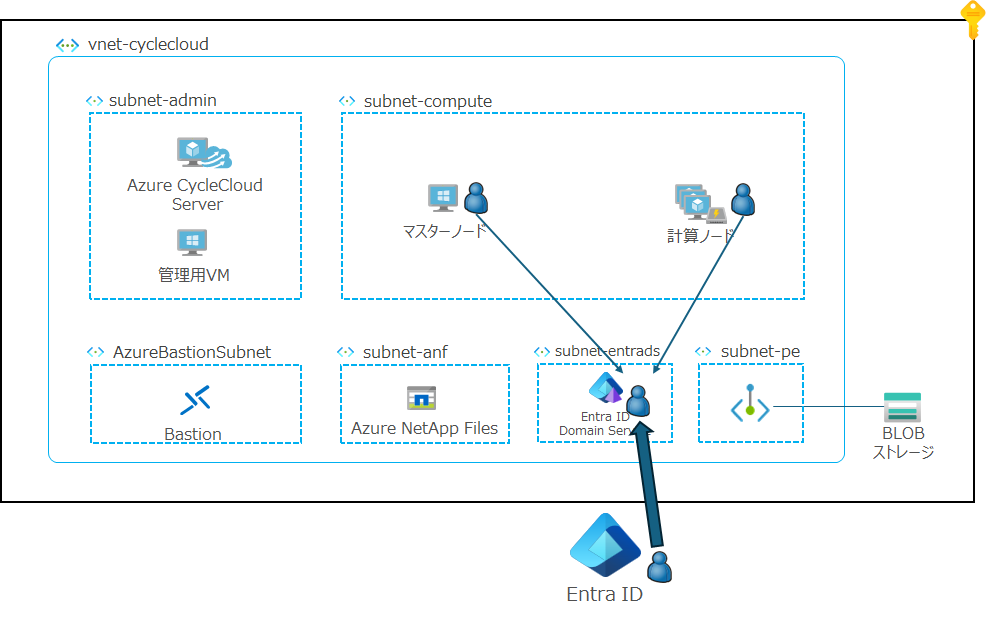 vnet-cyclecloud
subnet-admin
subnet-compute
Azure CycleCloud
Server
管理用VM
マスターノード
計算ノード
AzureBastionSubnet
subnet-anf
subnet-entrads
subnet-pe
Bastion
Azure NetApp Files
Entra ID
Domain Serv
BLOB
ストレージ
Entra ID